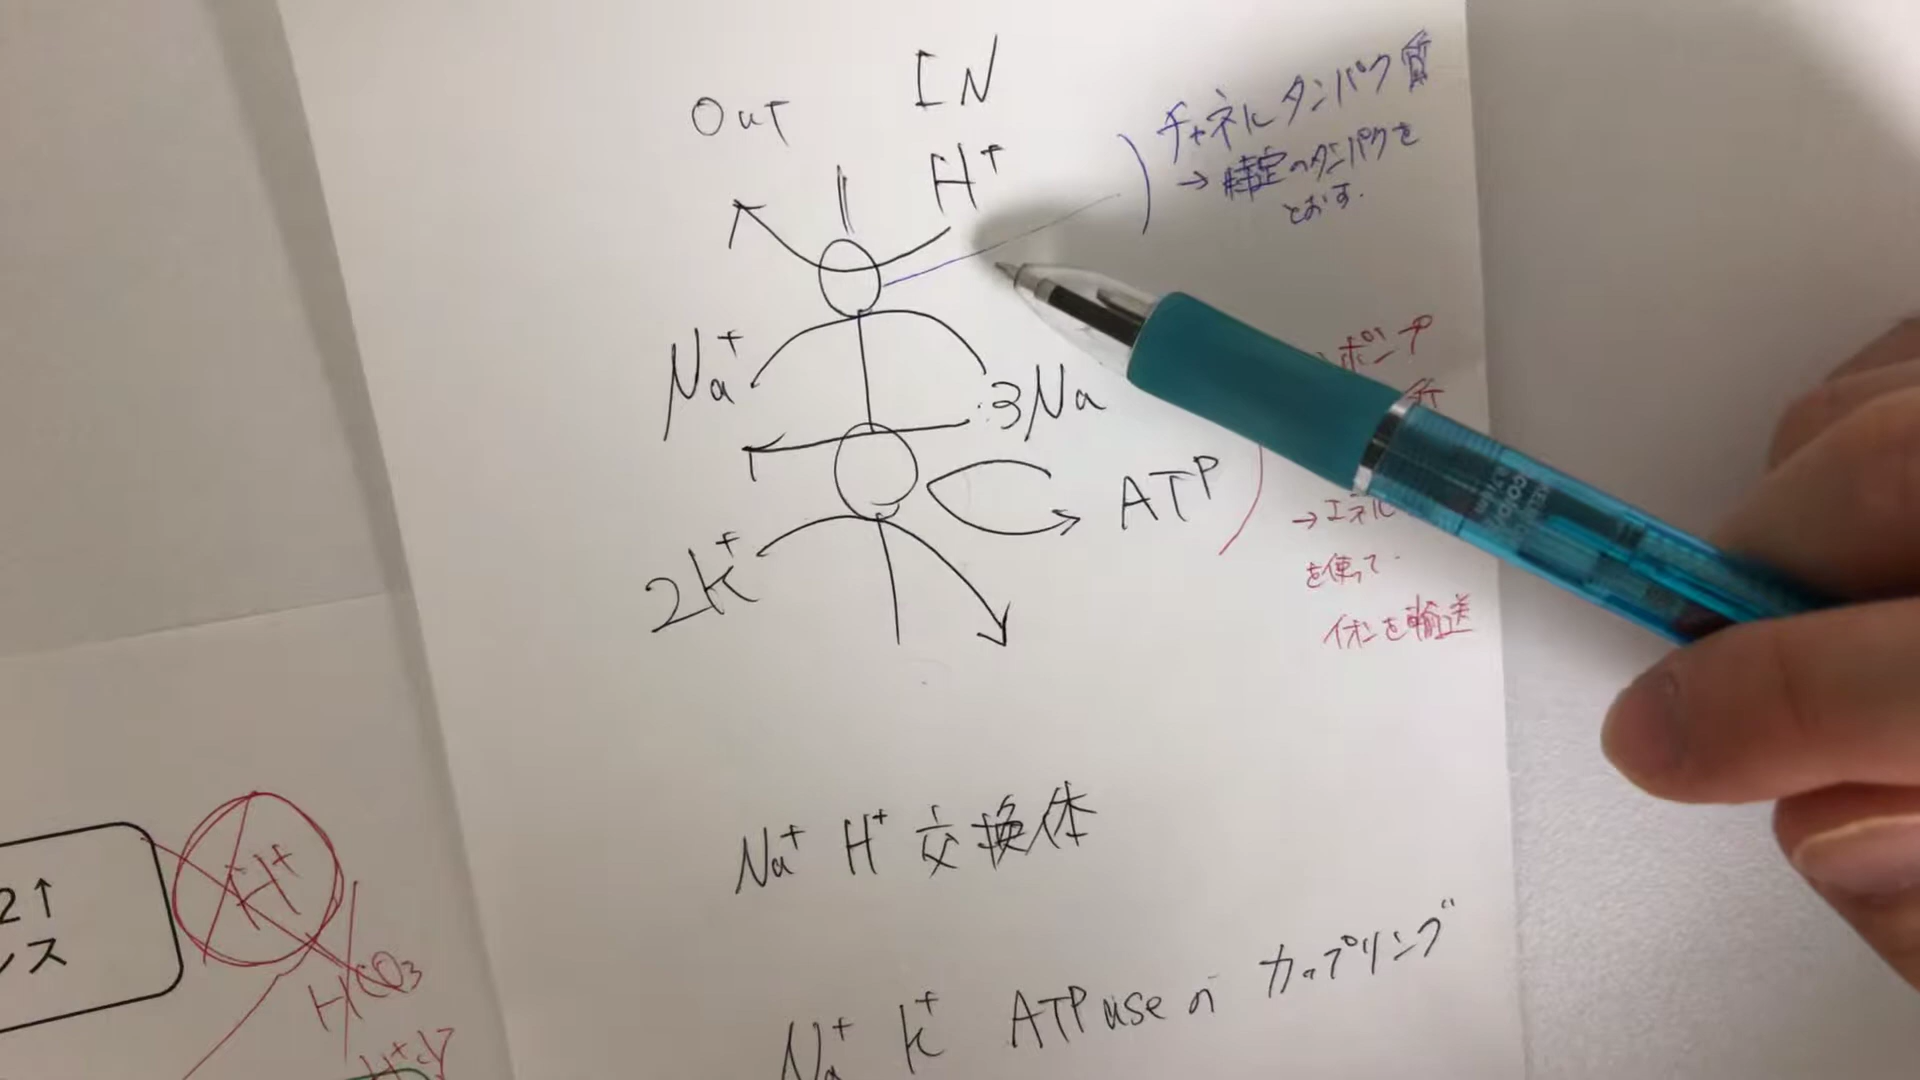 Out
IN
H⁺
チャネルタンパク質
→ 特定のタンパクを
とおす.
Na⁺
3Na
ポンプ
ATP
→ エネル
を使って
イオンを輸送
2K⁺
Na⁺ H⁺ 交換体
Na⁺ K⁺ ATPaseのカップリング
2↑
ンス
H⁺
HCO3
H⁺